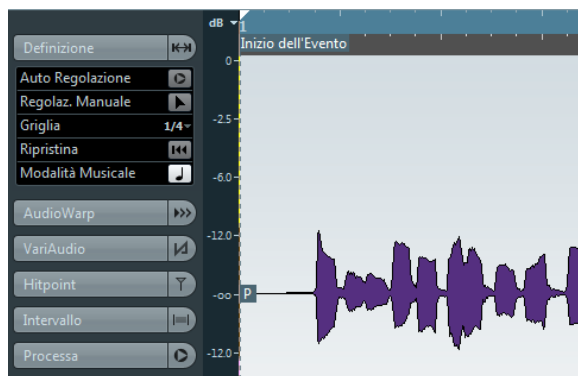 dB
1
Inizio dell'Evento
Definizione
0
Auto Regolazione
Regolaz. Manuale
Griglia 1/4
Ripristina
Modalità Musicale
-2.5
-6.0
AudioWarp
-12.0
VariAudio
Hitpoint
-oo
P
Intervallo
Processa
-12.0